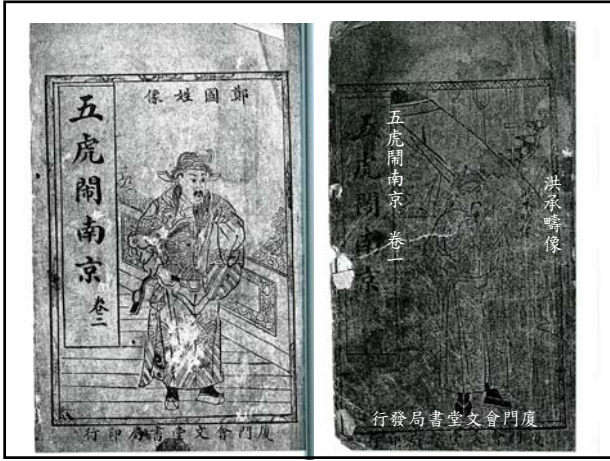 鄭國姓像
五虎鬧南京 卷二
厦門會文堂書局印行
洪承疇像
五虎鬧南京 卷一
廈門會文堂書局發行